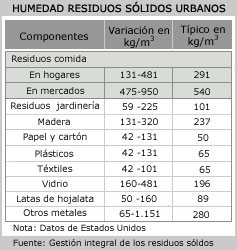 HUMEDAD RESIDUOS SÓLIDOS URBANOS
Componentes Variación en kg/m3 Típico en kg/m3
Residuos comida
En hogares 131-481 291
En mercados 475-950 540
Residuos jardinería 59 -225 101
Madera 131-320 237
Papel y cartón 42 -131 50
Plásticos 42 -131 65
Téxtiles 42 -101 65
Vidrio 160-481 196
Latas de hojalata 50 -160 89
Otros metales 65-1.151 280
Nota: Datos de Estados Unidos
Fuente: Gestión integral de los residuos sóldos